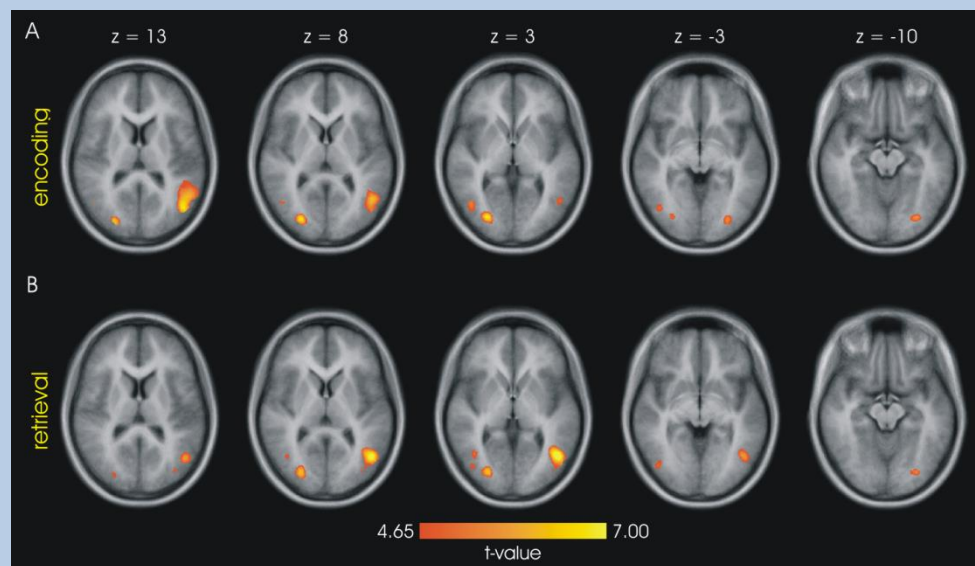 A
z = 13
z = 8
z = 3
z = -3
z = -10
encoding
B
retrieval
4.65
7.00
t-value